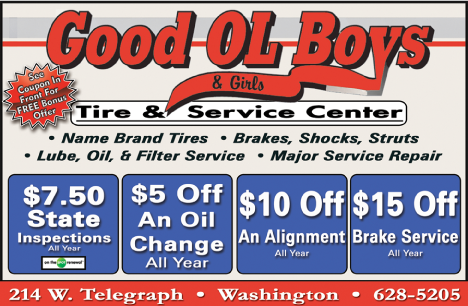 Good OL Boys
& Girls
See
Coupon In
Front For
FREE Bonus
Offer
Tire & Service Center
• Name Brand Tires • Brakes, Shocks, Struts
• Lube, Oil, & Filter Service • Major Service Repair
$7.50
State
Inspections
All Year
$5 Off
An Oil
Change
All Year
$10 Off
An Alignment
All Year
$15 Off
Brake Service
All Year
214 W. Telegraph • Washington • 628-5205